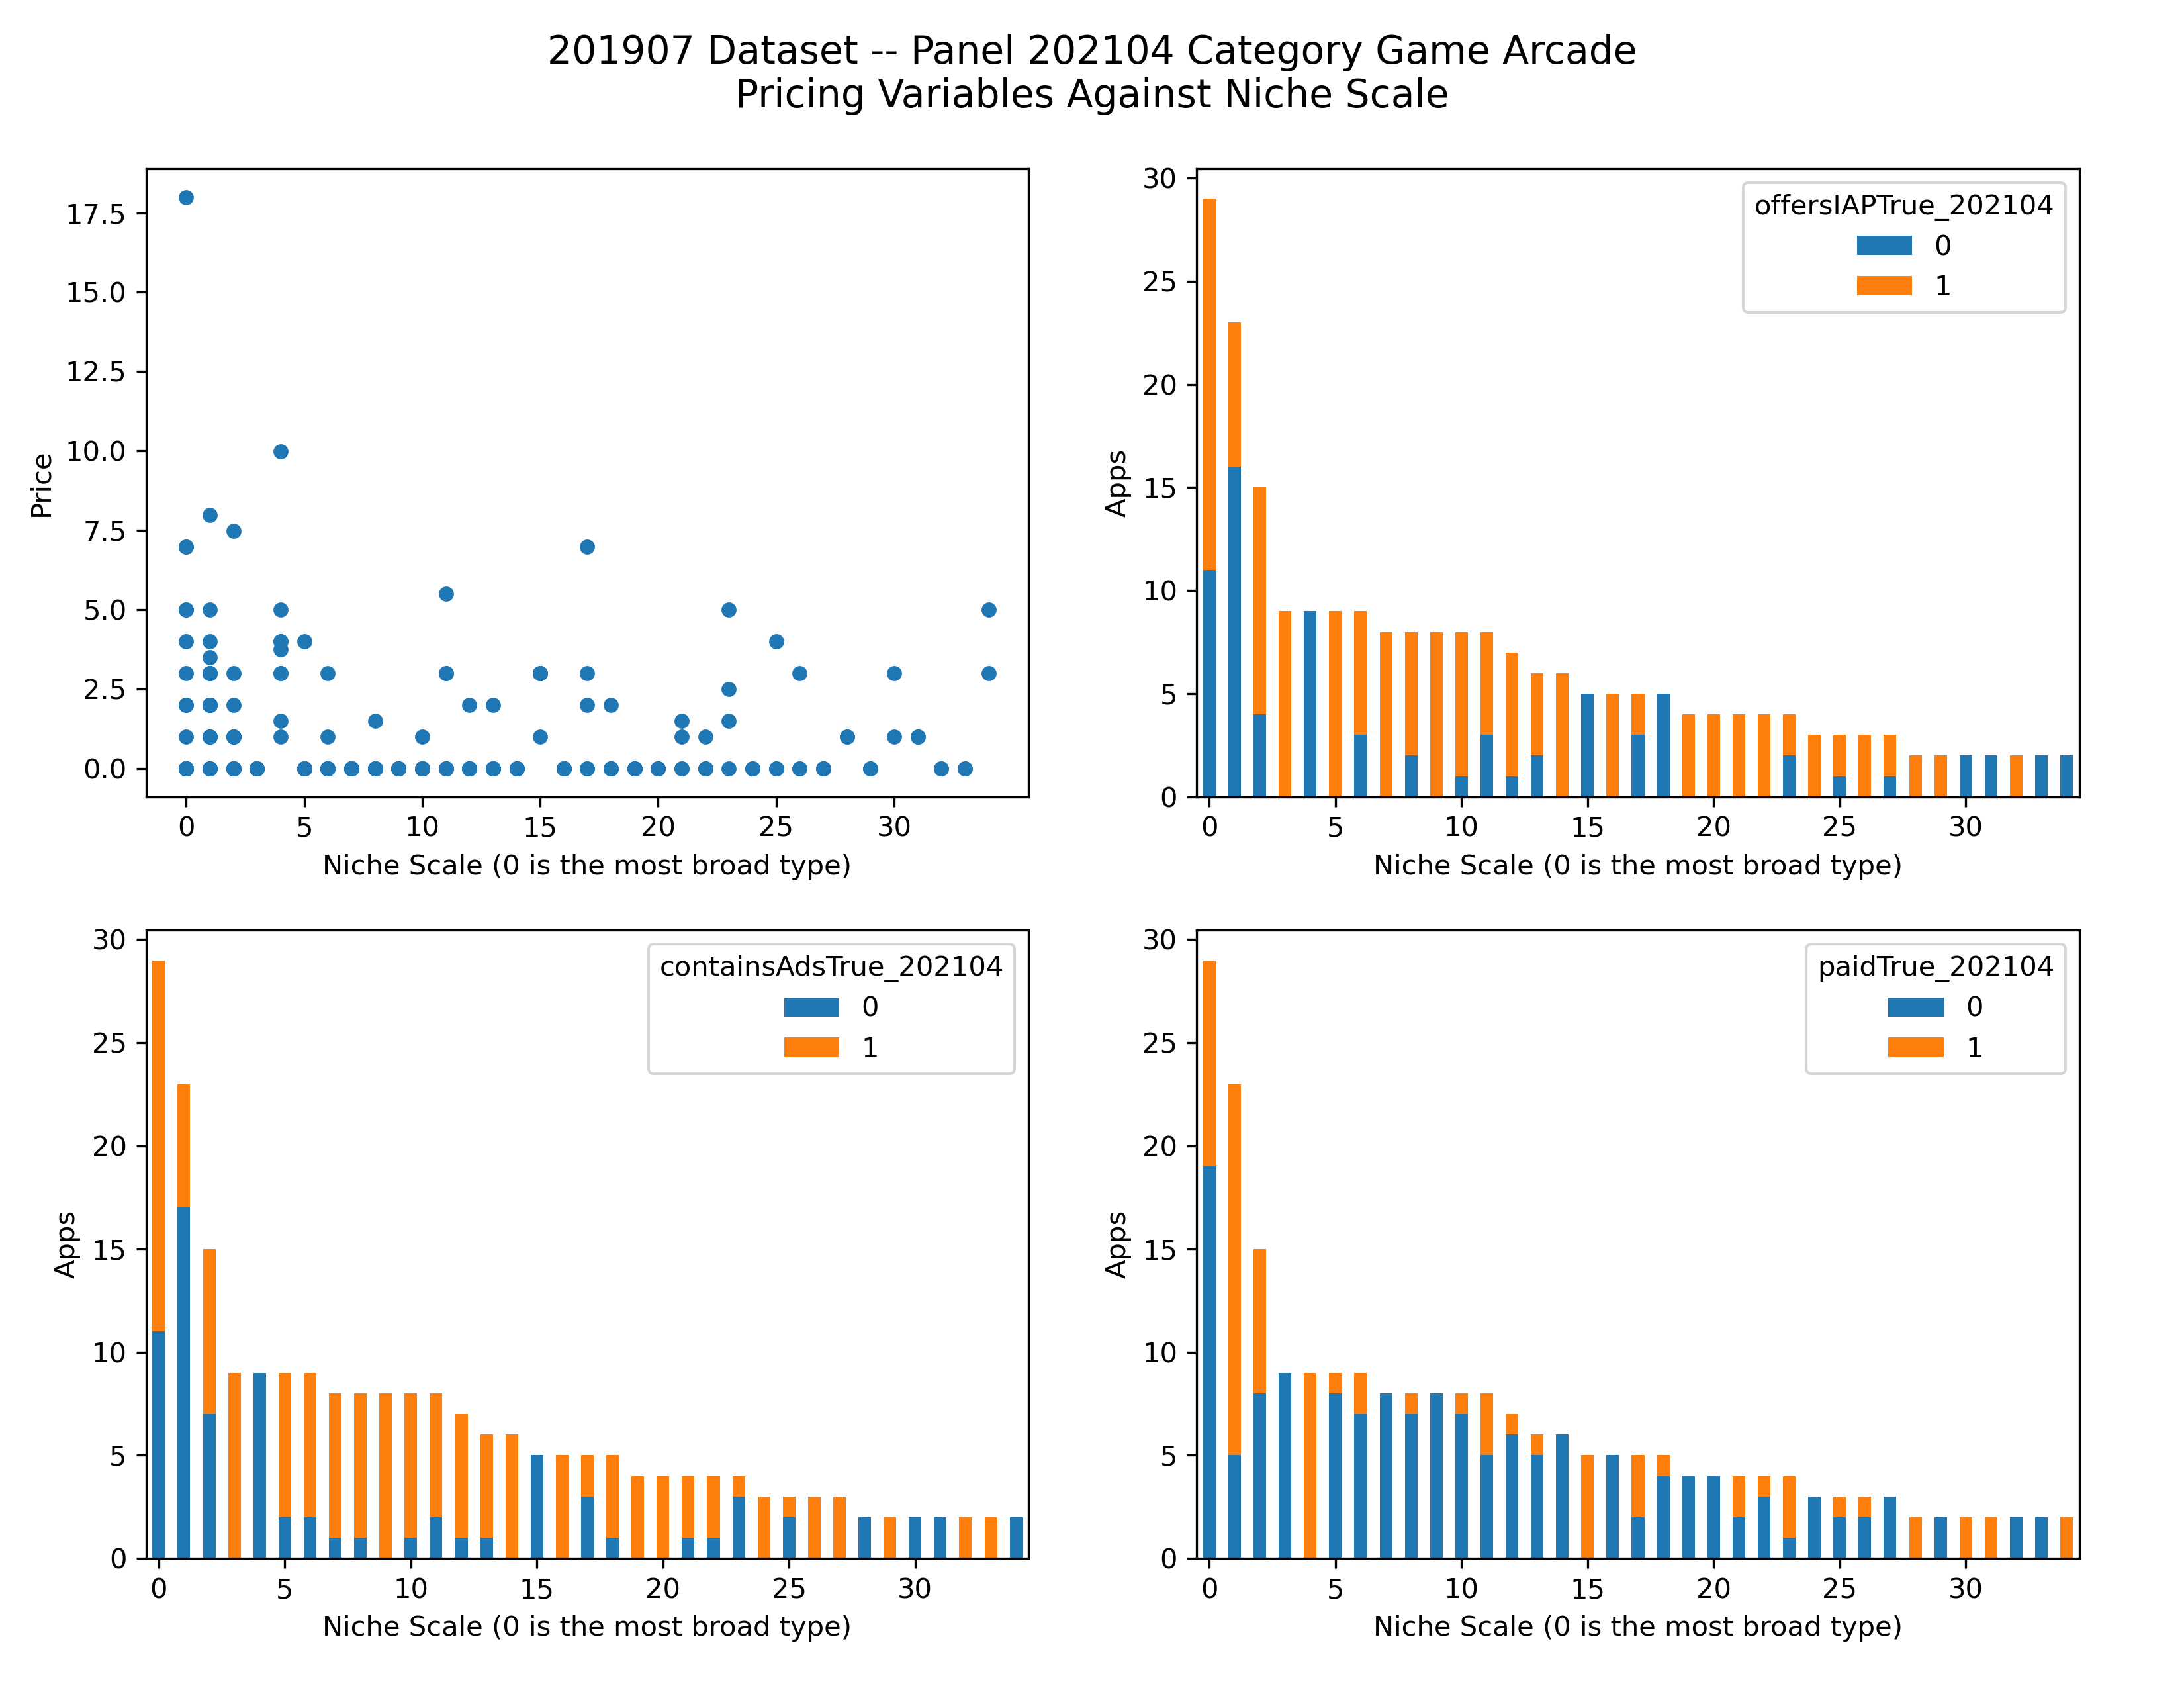 201907 Dataset -- Panel 202104 Category Game Arcade
Pricing Variables Against Niche Scale
17.5
15.0
12.5
10.0
7.5
5.0
2.5
0.0
Price
0 5 10 15 20 25 30
Niche Scale (0 is the most broad type)
30
25
20
15
10
5
0
Apps
offersIAPTrue_202104
0
1
0 5 10 15 20 25 30
Niche Scale (0 is the most broad type)
30
25
20
15
10
5
0
Apps
containsAdsTrue_202104
0
1
0 5 10 15 20 25 30
Niche Scale (0 is the most broad type)
30
25
20
15
10
5
0
Apps
paidTrue_202104
0
1
0 5 10 15 20 25 30
Niche Scale (0 is the most broad type)